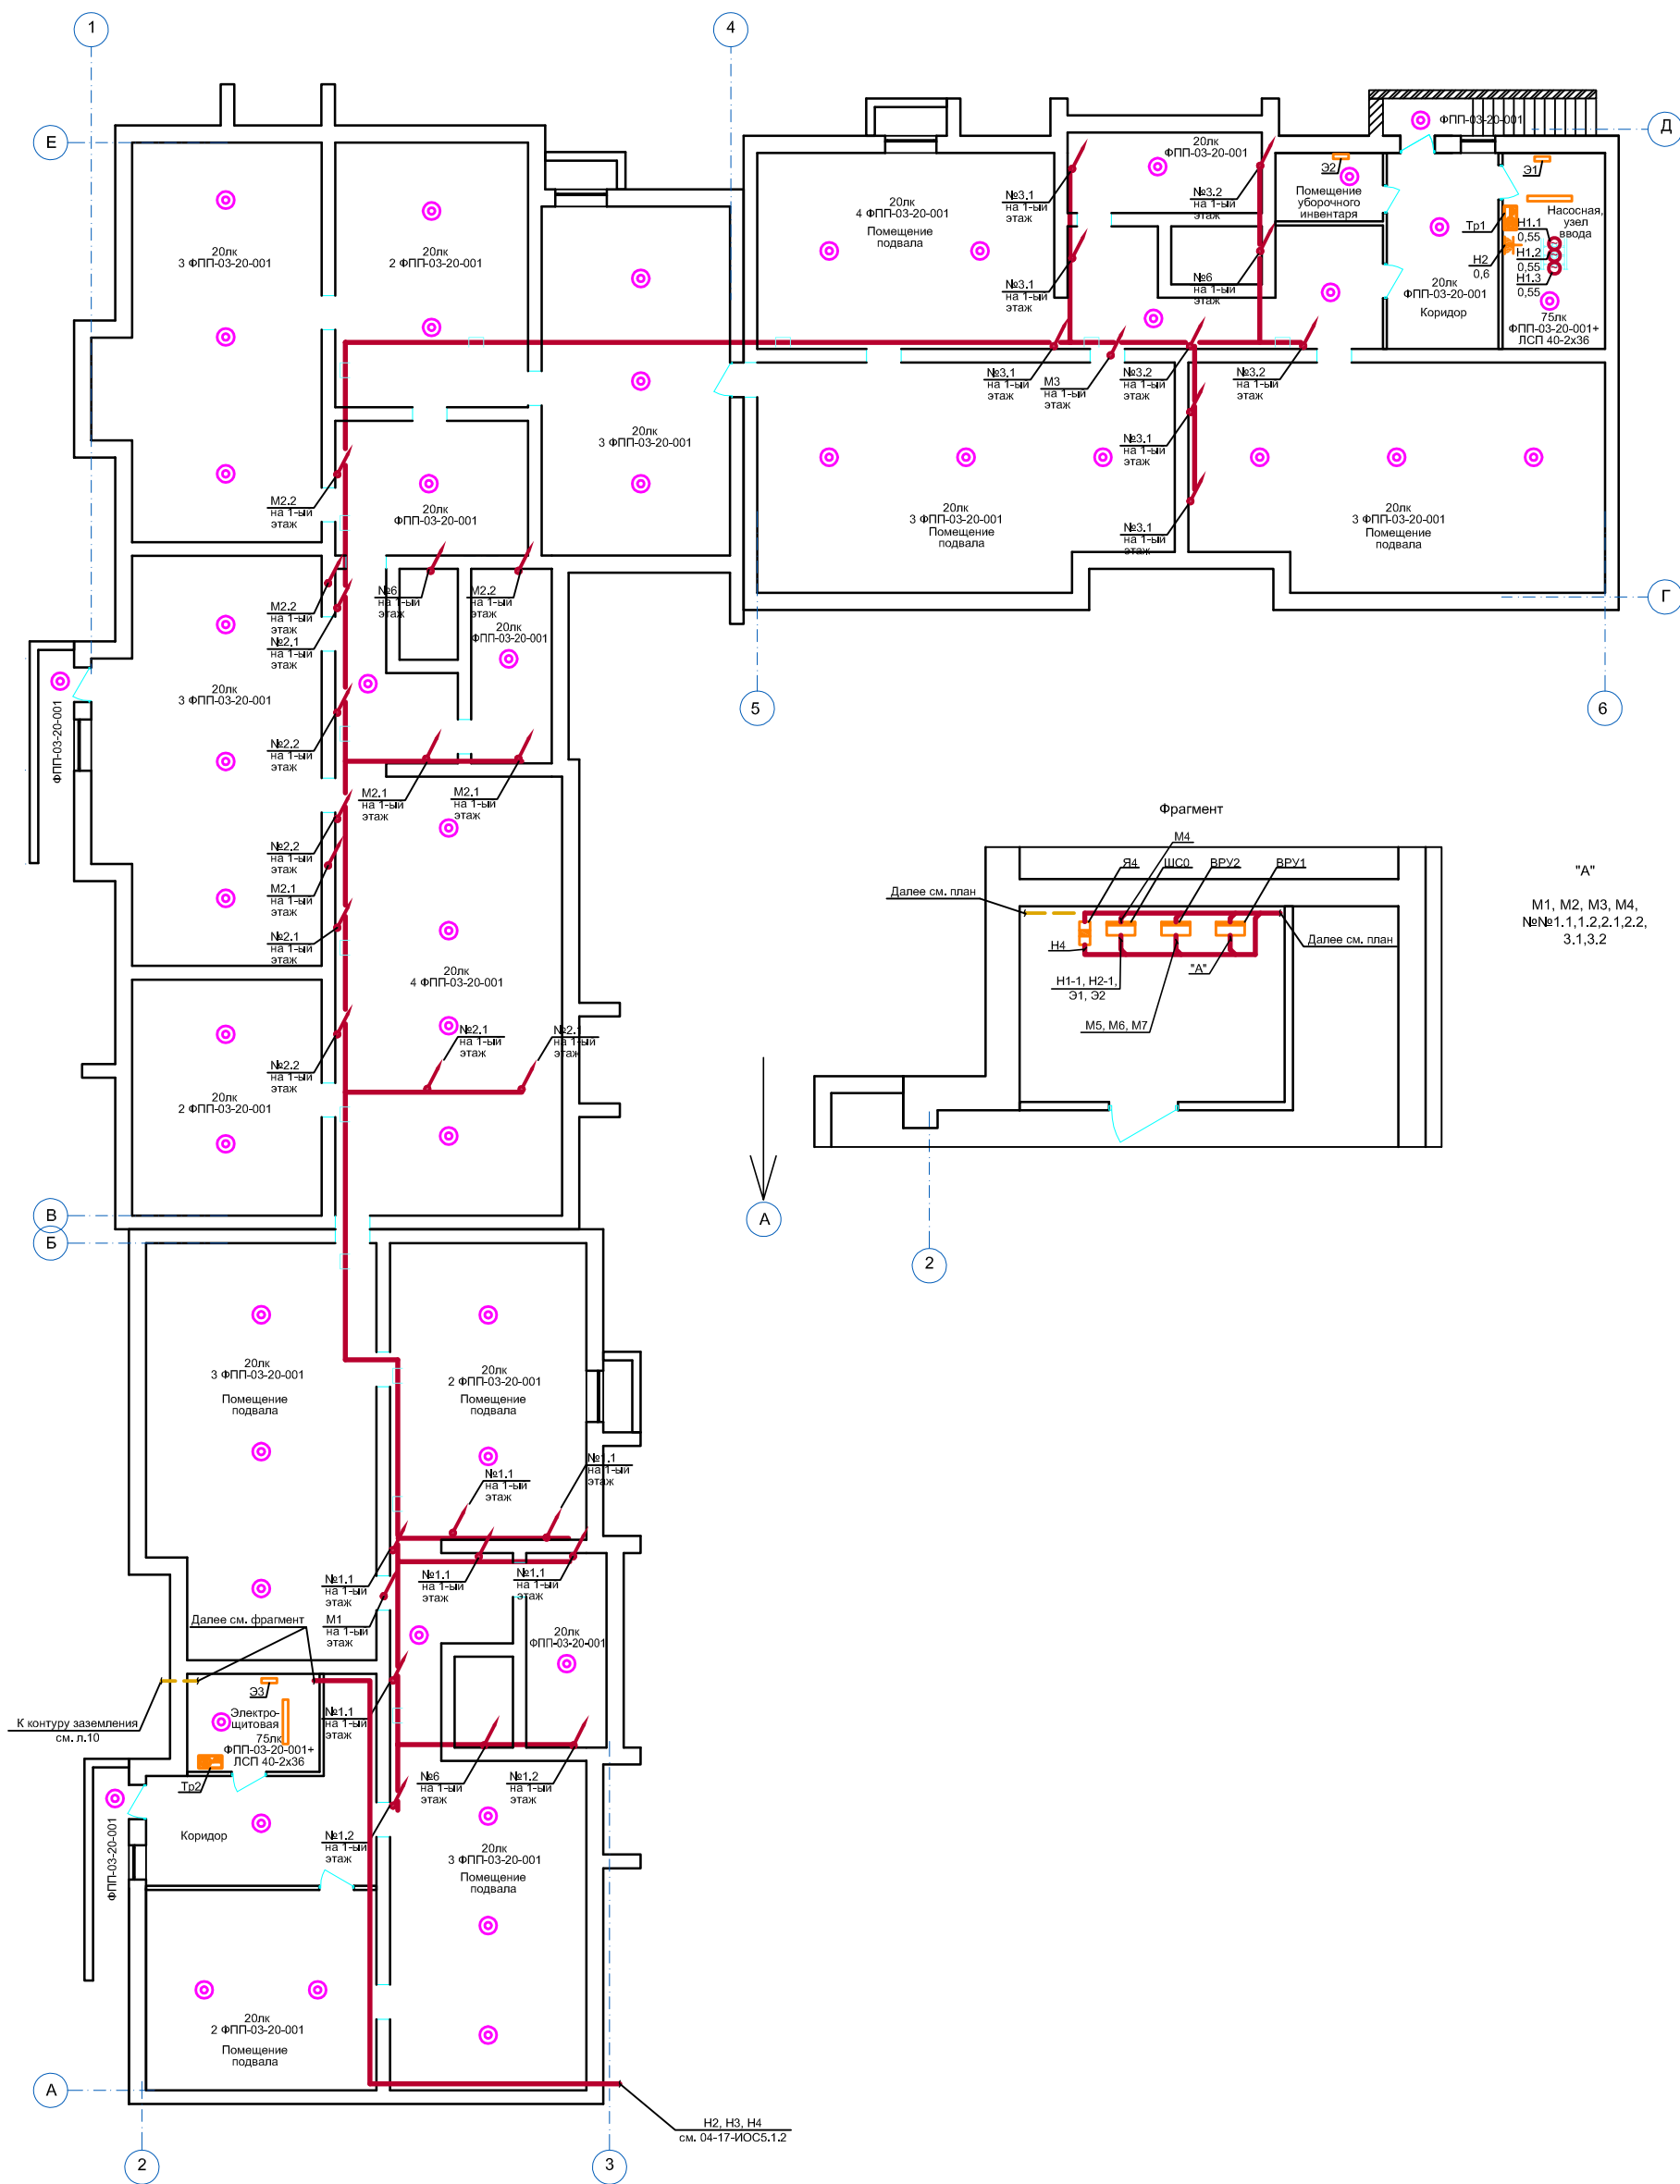 1
4
Е
Д
ФПП-03-20-001
20лк
3 ФПП-03-20-001
20лк
2 ФПП-03-20-001
20лк
4 ФПП-03-20-001
Помещение
подвала
20лк
ФПП-03-20-001
№3.1
на 1-ый
этаж
№3.2
на 1-ый
этаж
Э2
Помещение
уборочного
инвентаря
Э1
Насосная,
узел
ввода
Тр1
Н1.1
0,55
Н1.2
0,55
Н1.3
0,55
Н2
0,6
№3.1
на 1-ый
этаж
№6
на 1-ый
этаж
20лк
ФПП-03-20-001
Коридор
75лк
ФПП-03-20-001+
ЛСП 40-2х36
№3.1
на 1-ый
этаж
М3
на 1-ый
этаж
№3.2
на 1-ый
этаж
№3.2
на 1-ый
этаж
20лк
3 ФПП-03-20-001
№3.1
на 1-ый
этаж
М2.2
на 1-ый
этаж
20лк
ФПП-03-20-001
20лк
3 ФПП-03-20-001
Помещение
подвала
№3.1
на 1-ый
этаж
20лк
3 ФПП-03-20-001
Помещение
подвала
Г
М2.2
на 1-ый
этаж
№2.1
на 1-ый
этаж
№6
на 1-ый
этаж
М2.2
на 1-ый
этаж
20лк
ФПП-03-20-001
20лк
3 ФПП-03-20-001
ФПП-03-20-001
5
6
№2.2
на 1-ый
этаж
М2.1
на 1-ый
этаж
М2.1
на 1-ый
этаж
№2.2
на 1-ый
этаж
М2.1
на 1-ый
этаж
№2.1
на 1-ый
этаж
20лк
4 ФПП-03-20-001
№2.1
на 1-ый
этаж
№2.1
на 1-ый
этаж
№2.2
на 1-ый
этаж
20лк
2 ФПП-03-20-001
Фрагмент
М4
Я4
ЩС0
ВРУ2
ВРУ1
Далее см. план
Далее см. план
Н4
Н1-1, Н2-1,
Э1, Э2
"А"
М5, М6, М7
"А"
М1, М2, М3, М4,
№№1.1,1.2,2.1,2.2,
3.1,3.2
А
2
В
Б
20лк
3 ФПП-03-20-001
Помещение
подвала
20лк
2 ФПП-03-20-001
Помещение
подвала
№1.1
на 1-ый
этаж
№1.1
на 1-ый
этаж
№1.1
на 1-ый
этаж
№1.1
на 1-ый
этаж
№1.1
на 1-ый
этаж
Далее см. фрагмент
М1
на 1-ый
этаж
20лк
ФПП-03-20-001
Э3
Электро-
щитовая
75лк
ФПП-03-20-001+
ЛСП 40-2х36
№1.1
на 1-ый
этаж
К контуру заземления
см. л.10
Тр2
№6
на 1-ый
этаж
№1.2
на 1-ый
этаж
Коридор
ФПП-03-20-001
№1.2
на 1-ый
этаж
20лк
3 ФПП-03-20-001
Помещение
подвала
20лк
2 ФПП-03-20-001
Помещение
подвала
А
Н2, Н3, Н4
см. 04-17-ИОС5.1.2
2
3